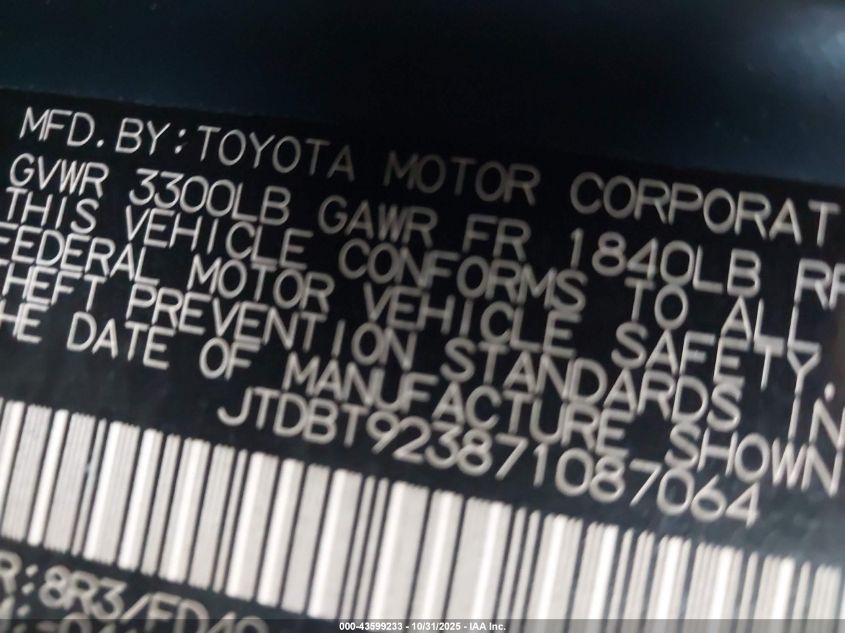 MFD. BY: TOYOTA MOTOR CORPORAT
GVWR 3300LB GAWR FR 1840LB
THIS VEHICLE CONFORMS TO ALL
FEDERAL MOTOR VEHICLE SAFETY,
HEFT PREVENTION STANDARDS IN
HE DATE OF MANUFACTURE SHOWN
JTDBT923871087064
R:8R3/FD40
000-43599233 - 10/31/2025 - IAA Inc.